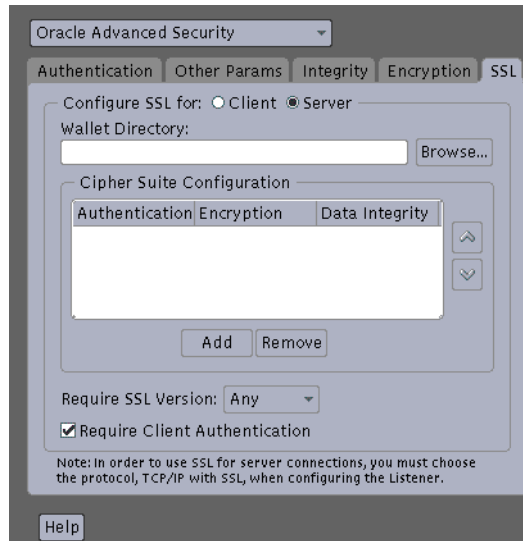 Oracle Advanced Security
Authentication Other Params Integrity Encryption SSL
Configure SSL for: Client Server
Wallet Directory:
Browse...
Cipher Suite Configuration
Authentication Encryption Data Integrity
Add Remove
Require SSL Version: Any
Require Client Authentication
Note: In order to use SSL for server connections, you must choose
the protocol, TCP/IP with SSL, when configuring the Listener.
Help